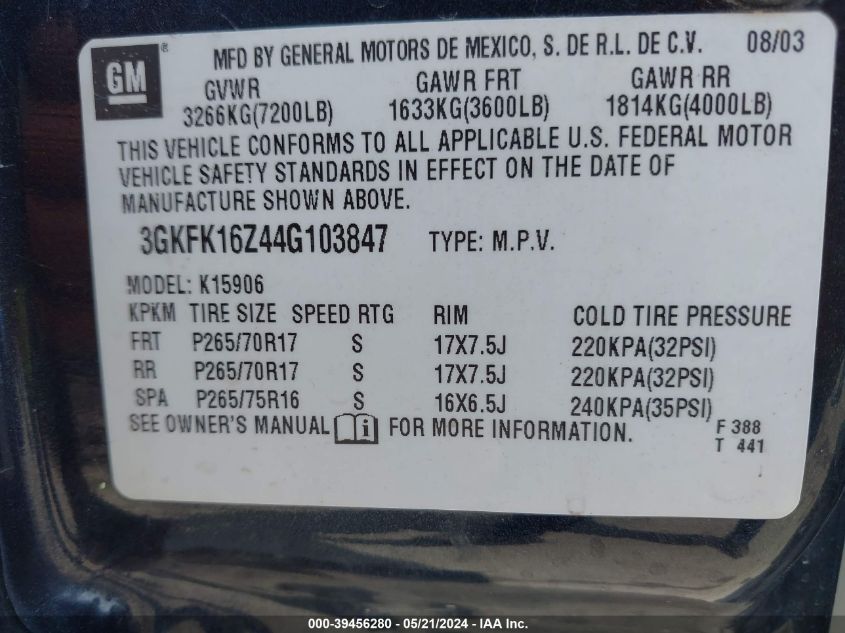 GM ® MFD BY GENERAL MOTORS DE MEXICO, S. DE R.L. DE C.V. 08/03
GVWR GAWR FRT GAWR RR
3266KG(7200LB) 1633KG(3600LB) 1814KG(4000LB)
THIS VEHICLE CONFORMS TO ALL APPLICABLE U.S. FEDERAL MOTOR
VEHICLE SAFETY STANDARDS IN EFFECT ON THE DATE OF
MANUFACTURE SHOWN ABOVE.
3GKFK16Z44G103847 TYPE: M.P.V.
MODEL: K15906
KPKM TIRE SIZE SPEED RTG RIM COLD TIRE PRESSURE
FRT P265/70R17 S 17X7.5J 220KPA(32PSI)
RR P265/70R17 S 17X7.5J 220KPA(32PSI)
SPA P265/75R16 S 16X6.5J 240KPA(35PSI)
SEE OWNER'S MANUAL i FOR MORE INFORMATION. F 388
T 441
000-39456280 - 05/21/2024 - IAA Inc.